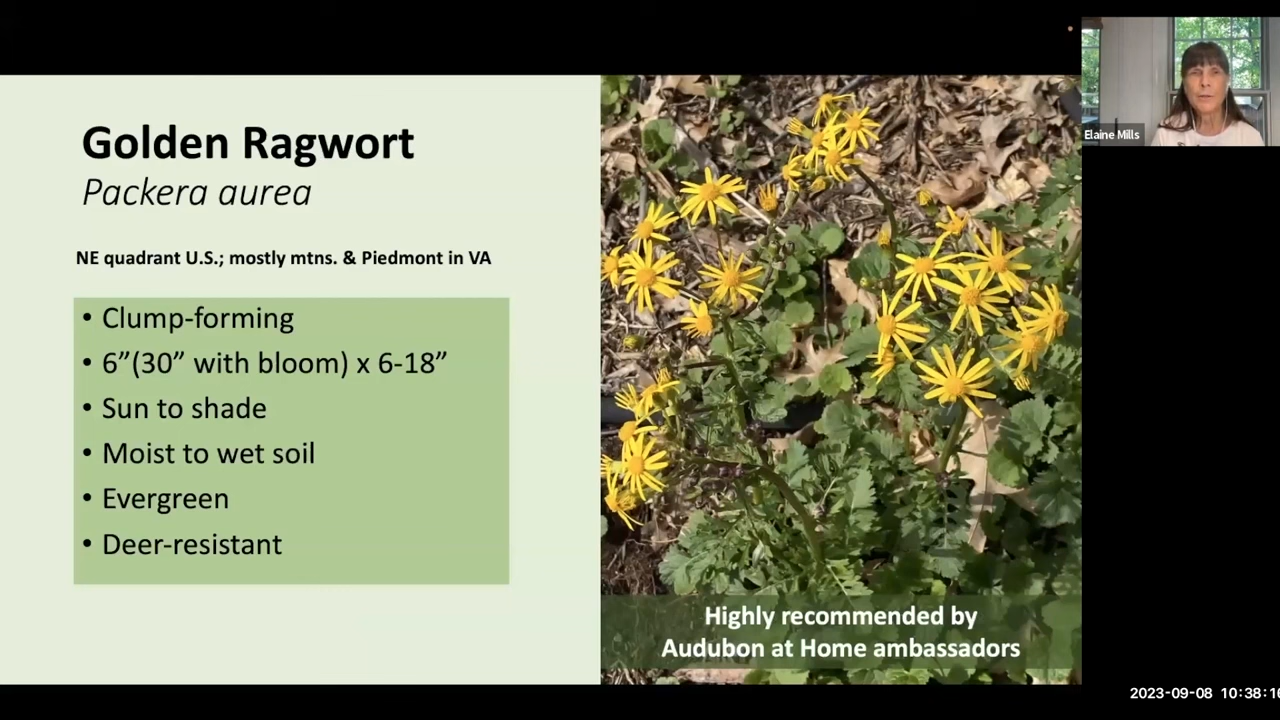 Golden Ragwort
Packera aurea
NE quadrant U.S.; mostly mtns. & Piedmont in VA
• Clump-forming
• 6”(30” with bloom) x 6-18”
• Sun to shade
• Moist to wet soil
• Evergreen
• Deer-resistant
Highly recommended by
Audubon at Home ambassadors
Elaine Mills
2023-09-08 10:38:16